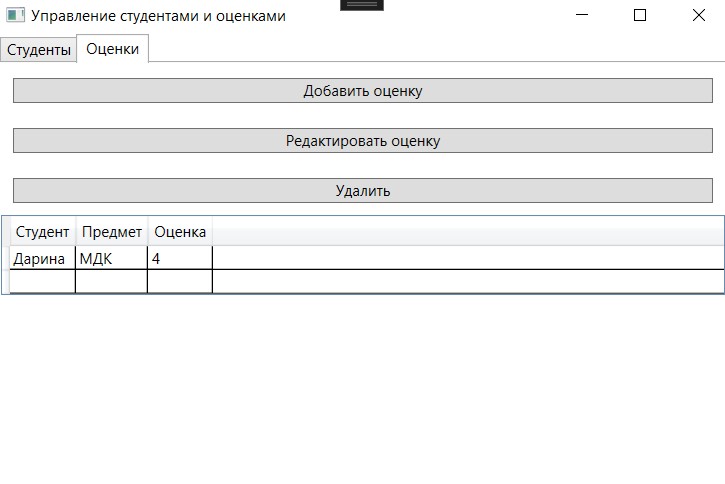 Управление студентами и оценками
Студенты Оценки
Добавить оценку
Редактировать оценку
Удалить
Студент Предмет Оценка
Дарина МДК 4